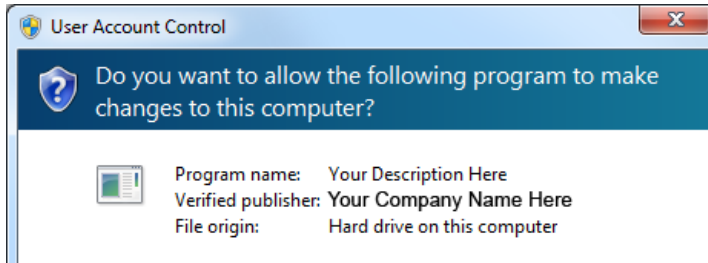 User Account Control
Do you want to allow the following program to make
changes to this computer?
Program name: Your Description Here
Verified publisher: Your Company Name Here
File origin: Hard drive on this computer